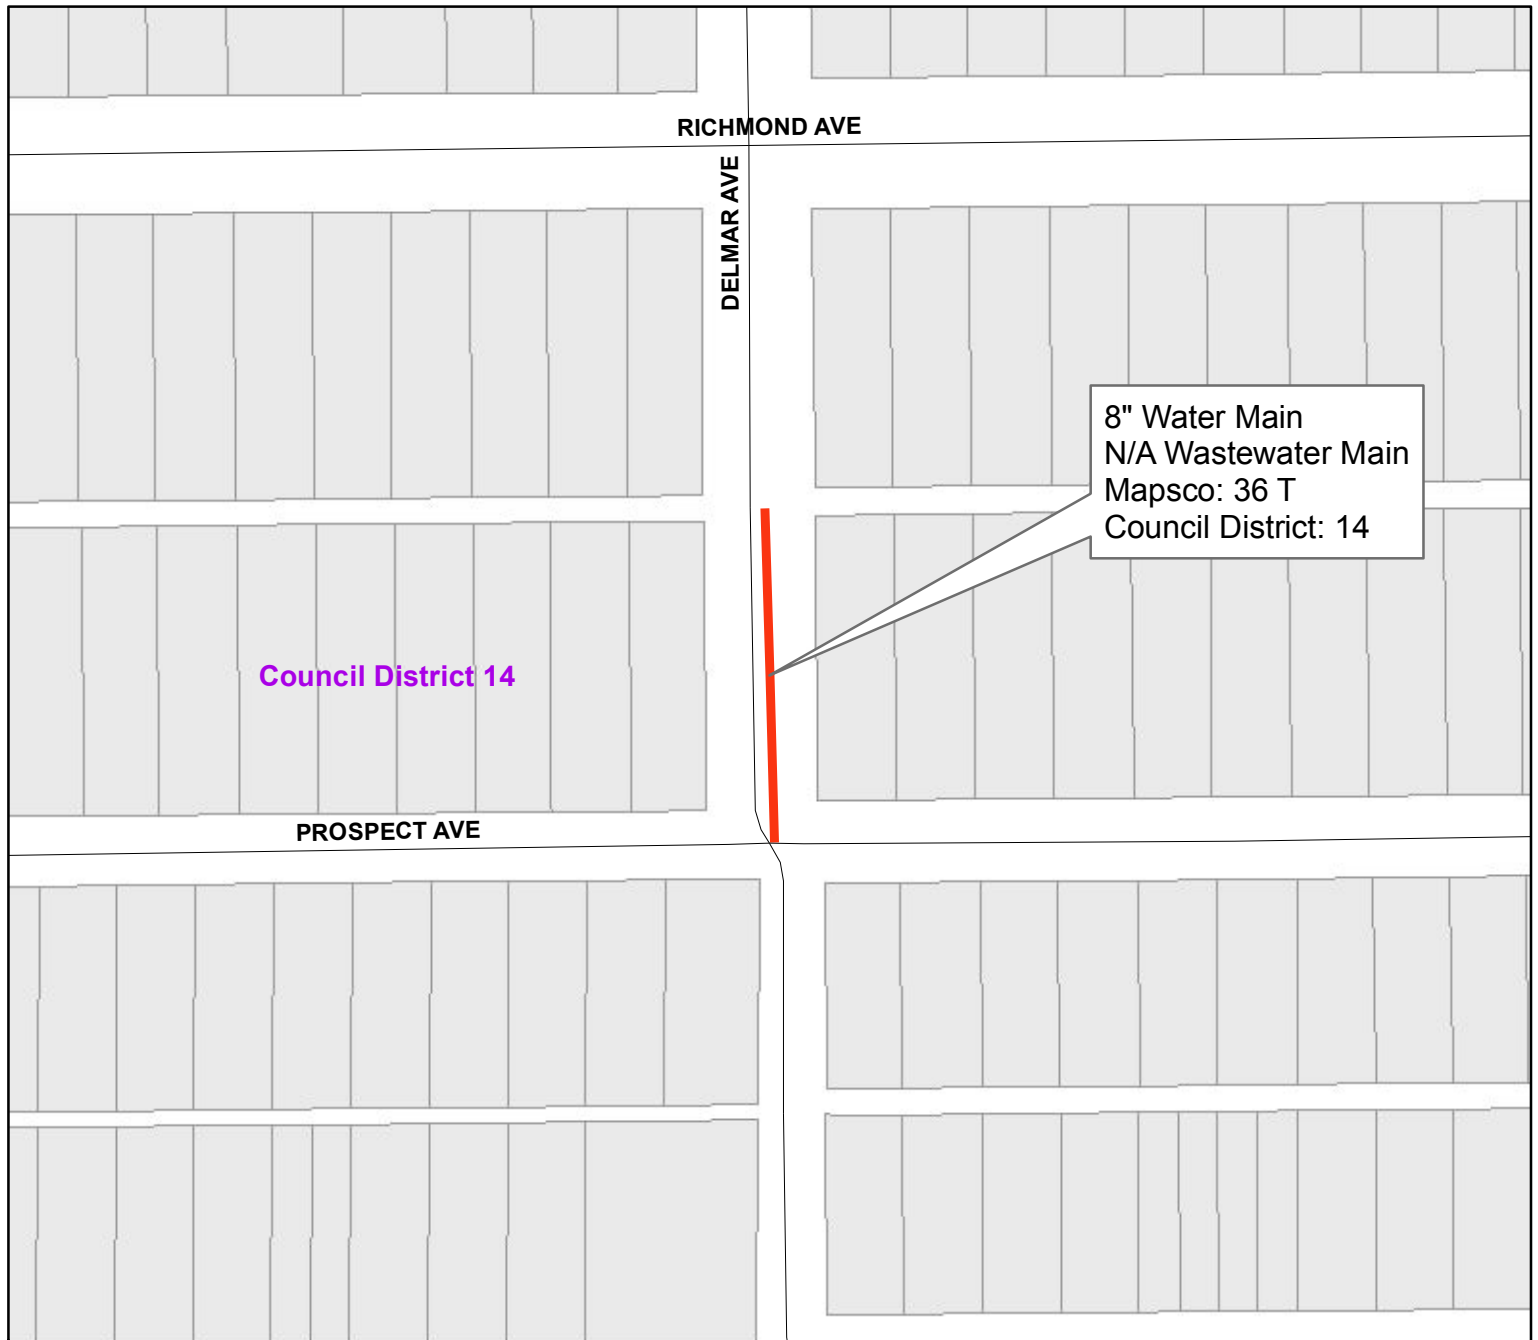 RICHMOND AVE
DELMAR AVE
8" Water Main
N/A Wastewater Main
Mapsco: 36 T
Council District: 14
Council District 14
PROSPECT AVE